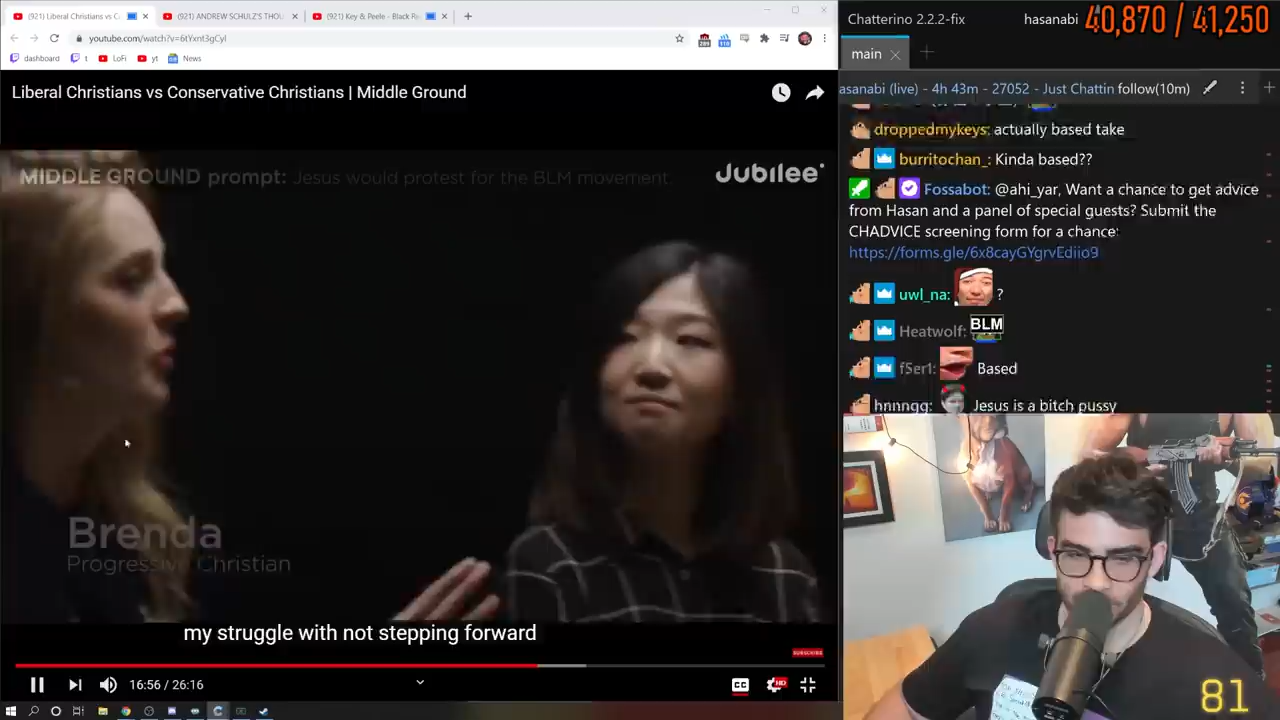 (921) Liberal Christians vs C
(921) ANDREW SCHULZ'S THOU
(921) Key & Peele - Black Re
youtube.com/watch?v=6tYxnt3gCyI
dashboard
t
LoFi
yt
News
Liberal Christians vs Conservative Christians | Middle Ground
MIDDLE GROUND prompt: Jesus would protest for the BLM movement
Jubilee
Brenda
Progressive Christian
my struggle with not stepping forward
SUBSCRIBE
16:56 / 26:16
HD
Chatterino 2.2.2-fix
hasanabi
40,870 / 41,250
main
asanabi (live) - 4h 43m - 27052 - Just Chattin follow(10m)
droppedmykeys: actually based take
burritochan_: Kinda based??
Fossabot: @ahi_yar, Want a chance to get advice
from Hasan and a panel of special guests? Submit the
CHADVICE screening form for a chance:
https://forms.gle/6x8cayGYgrvEdiio9
uwl_na: ?
Heatwolf: BLM
f5er1: Based
hnnngg: Jesus is a bitch pussy
81